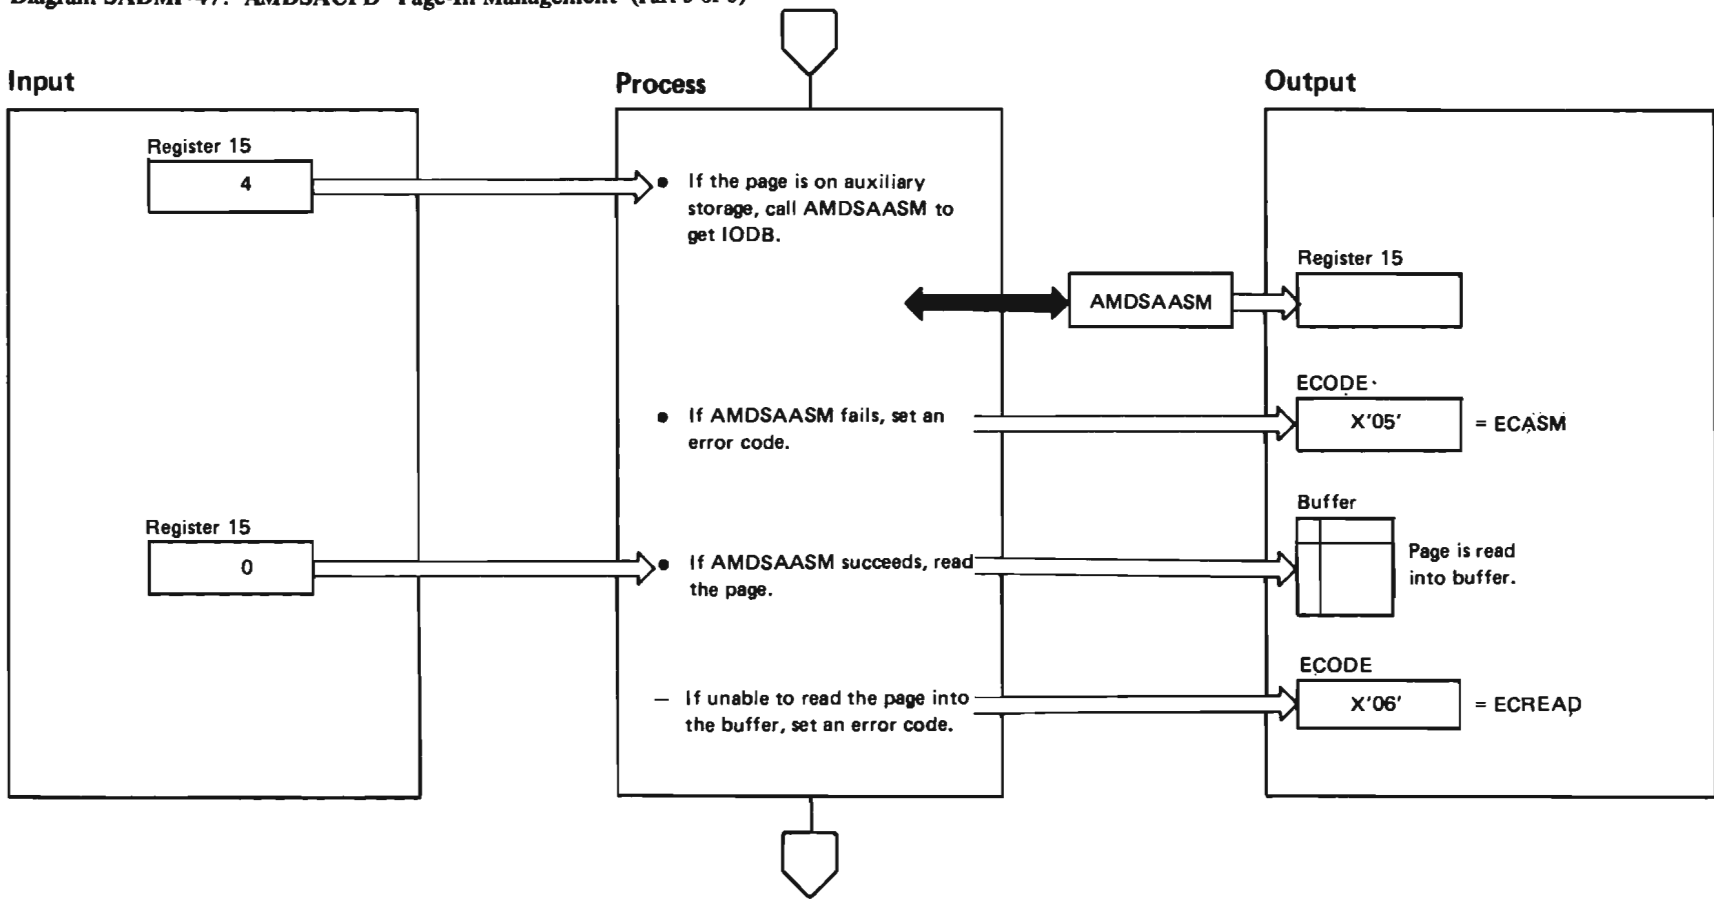 Input
Process
Output
Register 15
4
● If the page is on auxiliary
storage, call AMDSAASM to
get IODB.
AMDSAASM
Register 15
● If AMDSAASM fails, set an
error code.
ECODE
X'05'
= ECASM
Register 15
0
● If AMDSAASM succeeds, read
the page.
Buffer
Page is read
into buffer.
— If unable to read the page into
the buffer, set an error code.
ECODE
X'06'
= ECREAD